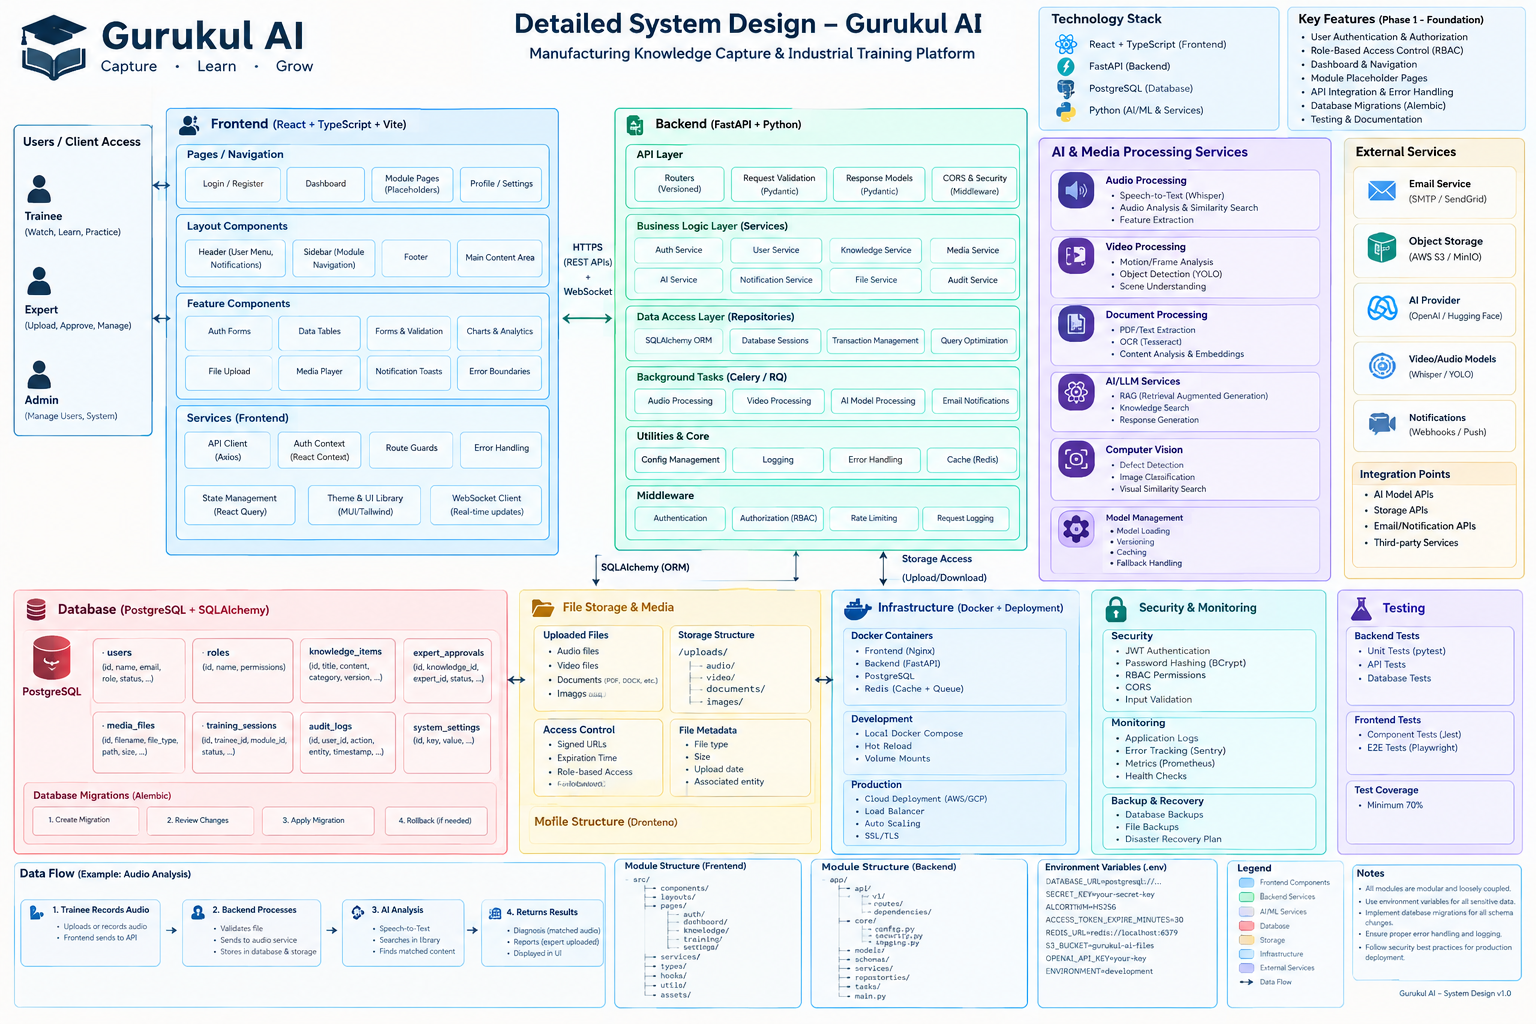 Gurukul AI
Capture · Learn · Grow
Detailed System Design – Gurukul AI
Manufacturing Knowledge Capture & Industrial Training Platform
Technology Stack
React + TypeScript (Frontend)
FastAPI (Backend)
PostgreSQL (Database)
Python (AI/ML & Services)
Key Features (Phase 1 - Foundation)
• User Authentication & Authorization
• Role-Based Access Control (RBAC)
• Dashboard & Navigation
• Module Placeholder Pages
• API Integration & Error Handling
• Database Migrations (Alembic)
• Testing & Documentation
Users / Client Access
Trainee
(Watch, Learn, Practice)
Expert
(Upload, Approve, Manage)
Admin
(Manage Users, System)
Frontend (React + TypeScript + Vite)
Pages / Navigation
Login / Register
Dashboard
Module Pages
(Placeholders)
Profile / Settings
Layout Components
Header (User Menu,
Notifications)
Sidebar (Module
Navigation)
Footer
Main Content Area
Feature Components
Auth Forms
Data Tables
Forms & Validation
Charts & Analytics
File Upload
Media Player
Notification Toasts
Error Boundaries
Services (Frontend)
API Client
(Axios)
Auth Context
(React Context)
Route Guards
Error Handling
State Management
(React Query)
Theme & UI Library
(MUI/Tailwind)
WebSocket Client
(Real-time updates)
HTTPS
(REST APIs)
+
WebSocket
Backend (FastAPI + Python)
API Layer
Routers
(Versioned)
Request Validation
(Pydantic)
Response Models
(Pydantic)
CORS & Security
(Middleware)
Business Logic Layer (Services)
Auth Service
User Service
Knowledge Service
Media Service
AI Service
Notification Service
File Service
Audit Service
Data Access Layer (Repositories)
SQLAlchemy ORM
Database Sessions
Transaction Management
Query Optimization
Background Tasks (Celery / RQ)
Audio Processing
Video Processing
AI Model Processing
Email Notifications
Utilities & Core
Config Management
Logging
Error Handling
Cache (Redis)
Middleware
Authentication
Authorization (RBAC)
Rate Limiting
Request Logging
AI & Media Processing Services
Audio Processing
• Speech-to-Text (Whisper)
• Audio Analysis & Similarity Search
• Feature Extraction
Video Processing
• Motion/Frame Analysis
• Object Detection (YOLO)
• Scene Understanding
Document Processing
• PDF/Text Extraction
• OCR (Tesseract)
• Content Analysis & Embeddings
AI/LLM Services
• RAG (Retrieval Augmented Generation)
• Knowledge Search
• Response Generation
Computer Vision
• Defect Detection
• Image Classification
• Visual Similarity Search
Model Management
• Model Loading
• Versioning
• Caching
• Fallback Handling
External Services
Email Service
(SMTP / SendGrid)
Object Storage
(AWS S3 / MinIO)
AI Provider
(OpenAI / Hugging Face)
Video/Audio Models
(Whisper / YOLO)
Notifications
(Webhooks / Push)
Integration Points
• AI Model APIs
• Storage APIs
• Email/Notification APIs
• Third-party Services
SQLAlchemy (ORM)
Storage Access
(Upload/Download)
Database (PostgreSQL + SQLAlchemy)
PostgreSQL
· users
(id, name, email,
role, status, ...)
· roles
(id, name, permissions)
knowledge_items
(id, title, content,
category, version, ...)
expert_approvals
(id, knowledge_id,
expert_id, status, ...)
· media_files
(id, filename, file_type,
path, size, ...)
· training_sessions
(id, trainee_id, module_id,
status, ...)
audit_logs
(id, user_id, action,
entity, timestamp, ...)
system_settings
(id, key, value, ...)
Database Migrations (Alembic)
1. Create Migration
2. Review Changes
3. Apply Migration
4. Rollback (if needed)
File Storage & Media
Uploaded Files
• Audio files
• Video files
• Documents (PDF, DOCX, etc.)
• Images
Storage Structure
/uploads/
audio/
video/
documents/
images/
Access Control
• Signed URLs
• Expiration Time
• Role-based Access
File Metadata
• File type
• Size
• Upload date
• Associated entity
Mofile Structure (Dronteno)
Infrastructure (Docker + Deployment)
Docker Containers
• Frontend (Nginx)
• Backend (FastAPI)
• PostgreSQL
• Redis (Cache + Queue)
Development
• Local Docker Compose
• Hot Reload
• Volume Mounts
Production
• Cloud Deployment (AWS/GCP)
• Load Balancer
• Auto Scaling
• SSL/TLS
Security & Monitoring
Security
• JWT Authentication
• Password Hashing (BCrypt)
• RBAC Permissions
• CORS
• Input Validation
Monitoring
• Application Logs
• Error Tracking (Sentry)
• Metrics (Prometheus)
• Health Checks
Backup & Recovery
• Database Backups
• File Backups
• Disaster Recovery Plan
Testing
Backend Tests
• Unit Tests (pytest)
• API Tests
• Database Tests
Frontend Tests
• Component Tests (Jest)
• E2E Tests (Playwright)
Test Coverage
• Minimum 70%
Data Flow (Example: Audio Analysis)
1. Trainee Records Audio
• Uploads or records audio
• Frontend sends to API
2. Backend Processes
• Validates file
• Sends to audio service
• Stores in database & storage
3. AI Analysis
• Speech-to-Text
• Searches in library
• Finds matched content
4. Returns Results
• Diagnosis (matched audio)
• Reports (expert uploaded)
• Displayed in UI
Module Structure (Frontend)
src/
conponents/
layouts/
pages/
auth/
dashboard/
knowledge/
training/
settings/
services/
types/
hooks/
utils/
assets/
Module Structure (Backend)
app/
api/
v1/
routes/
dependencies/
core/
config.py
models/
schemas/
services/
repostorties/
tasks/
main.py
Environment Variables (.env)
DATABASE_URL=postgresql://...
SECRET_KEY=your-secret-key
ALCORTHM=HS256
ACCESS_TOKEN_EXPIRE_MINUTES=30
REDIS_URL=redis://localhost:6379
S3_BUCKET=gurukul-ai-files
OPENAI_API_KEY=your-key
ENVIRONMENT=development
Legend
Frontend Components
Backend Services
AI/ML Services
Database
Storage
Infrastructure
External Services
Data Flow
Notes
• All modules are modular and loosely coupled.
• Use environment variables for all sensitive data.
• Implement database migrations for all schema
changes.
• Ensure proper error handling and logging.
• Follow security best practices for production
deployment.
Gurukul AI – System Design v1.0